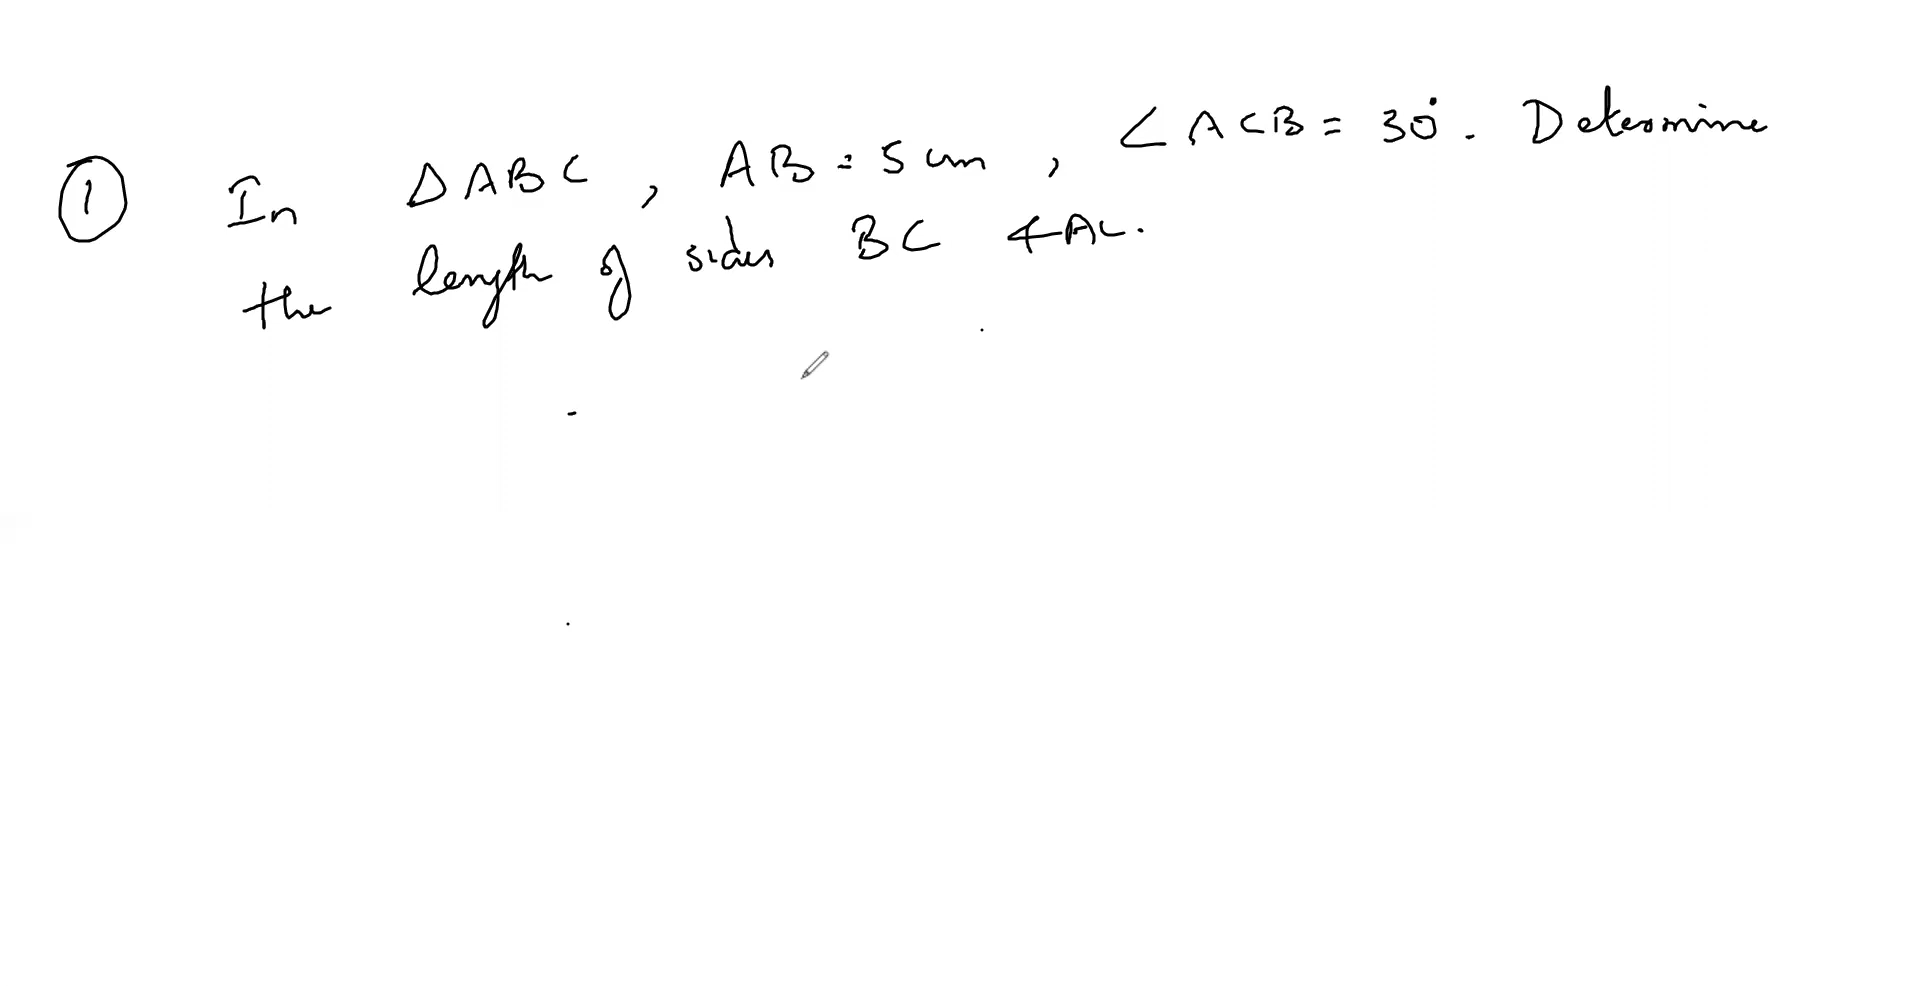 ① In ΔABC, AB = 5 cm, ∠ACB = 30°. Determine
the length of sides BC & AC.